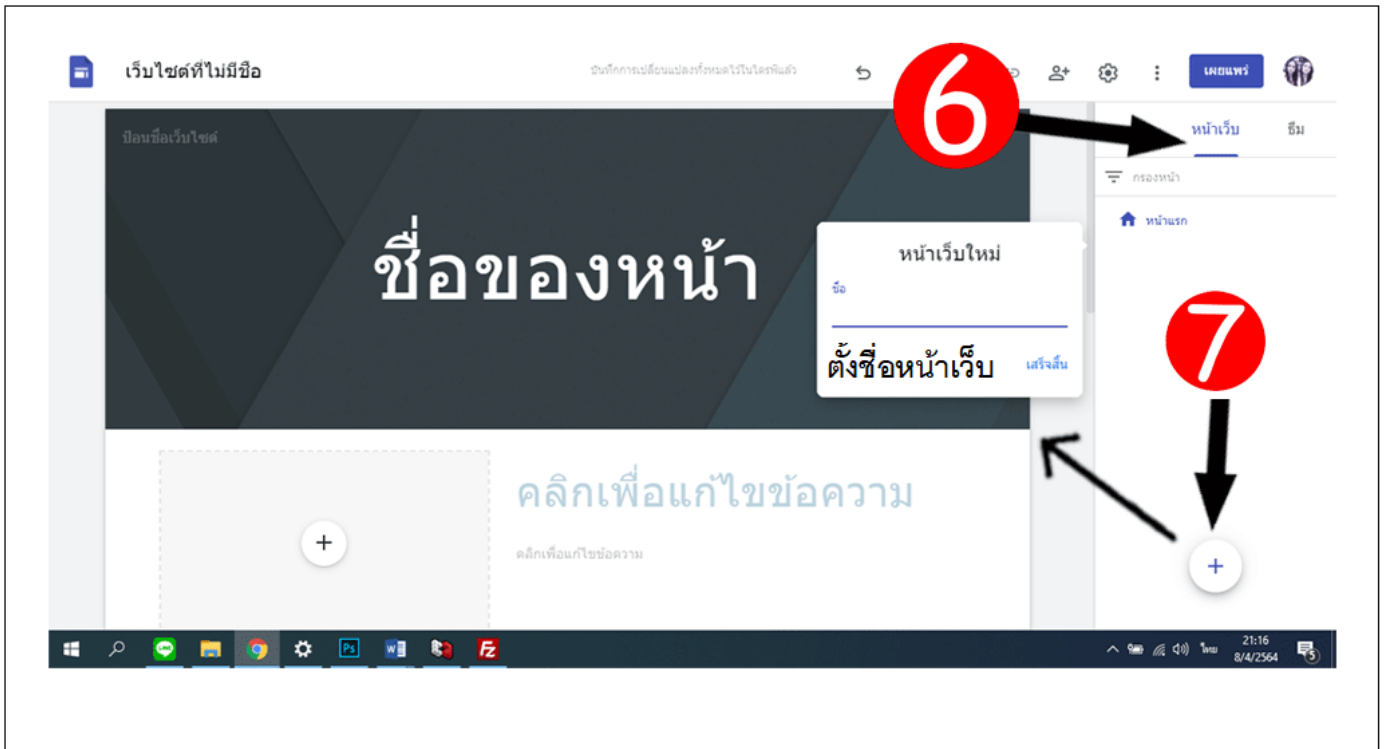 เว็บไซต์ที่ไม่มีชื่อ
บันทึกการเปลี่ยนแปลงทั้งหมดไว้ในไดรฟ์แล้ว
เผยแพร่
6
หน้าเว็บ
ธีม
ป้อนชื่อเว็บไซต์
กรองหน้า
หน้าแรก
ชื่อของหน้า
หน้าเว็บใหม่
ชื่อ
ตั้งชื่อหน้าเว็บ
เสร็จสิ้น
7
คลิกเพื่อแก้ไขข้อความ
คลิกเพื่อแก้ไขข้อความ
LINE
Ps
W
FZ
ไทย
21:16
8/4/2564
5